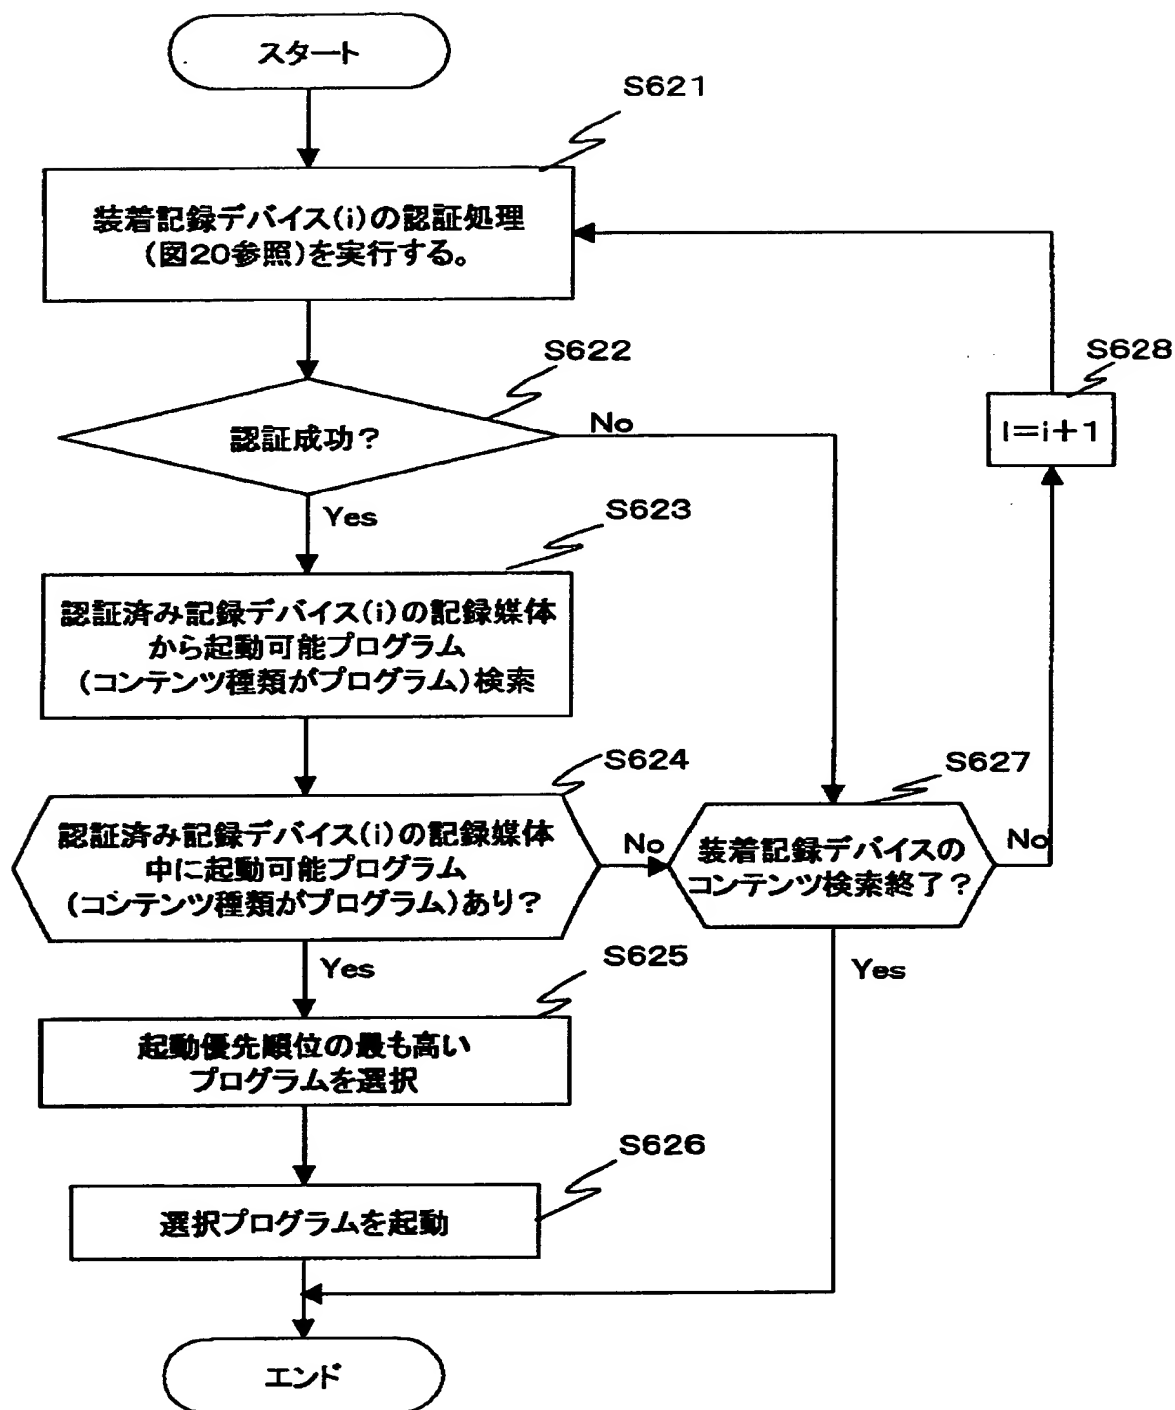 スタート
S621
装着記録デバイス(i)の認証処理
(図20参照)を実行する。
S622
認証成功?
No
S628
I=i+1
Yes
S623
認証済み記録デバイス(i)の記録媒体
から起動可能プログラム
(コンテンツ種類がプログラム)検索
S624
認証済み記録デバイス(i)の記録媒体
中に起動可能プログラム
(コンテンツ種類がプログラム)あり?
No
S627
装着記録デバイスの
コンテンツ検索終了?
No
Yes
S625
Yes
起動優先順位の最も高い
プログラムを選択
S626
選択プログラムを起動
エンド